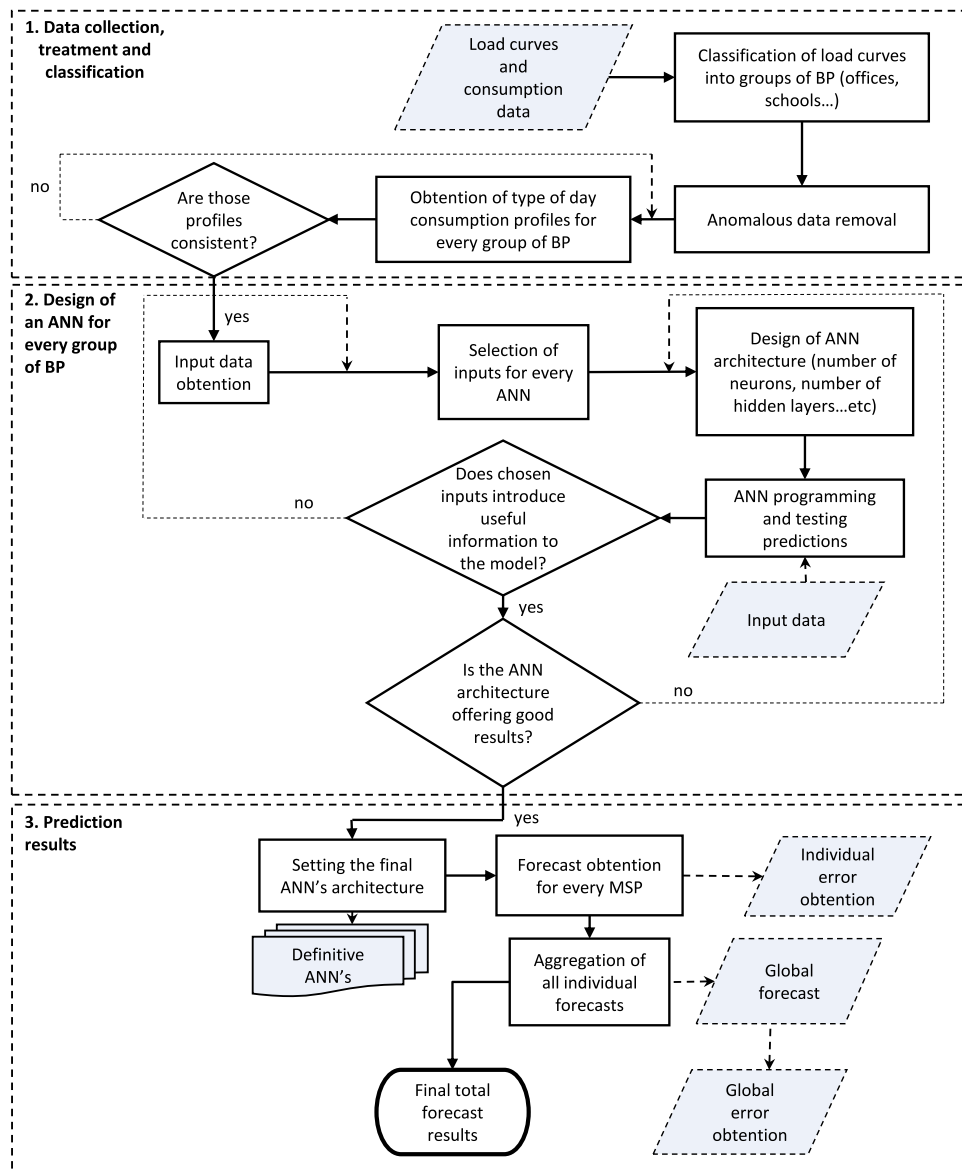 1. Data collection,
treatment and
classification
Load curves
and
consumption
data
Classification of load curves
into groups of BP (offices,
schools...)
Anomalous data removal
Obtention of type of day
consumption profiles for
every group of BP
Are those
profiles
consistent?
no
yes
2. Design of
an ANN for
every group
of BP
Input data
obtention
Selection of
inputs for every
ANN
Design of ANN
architecture (number of
neurons, number of
hidden layers...etc)
ANN programming
and testing
predictions
Input data
Does chosen
inputs introduce
useful
information to
the model?
no
yes
Is the ANN
architecture
offering good
results?
no
yes
3. Prediction
results
Setting the final
ANN's architecture
Definitive
ANN's
Forecast obtention
for every MSP
Individual
error
obtention
Aggregation of
all individual
forecasts
Global
forecast
Final total
forecast
results
Global
error
obtention